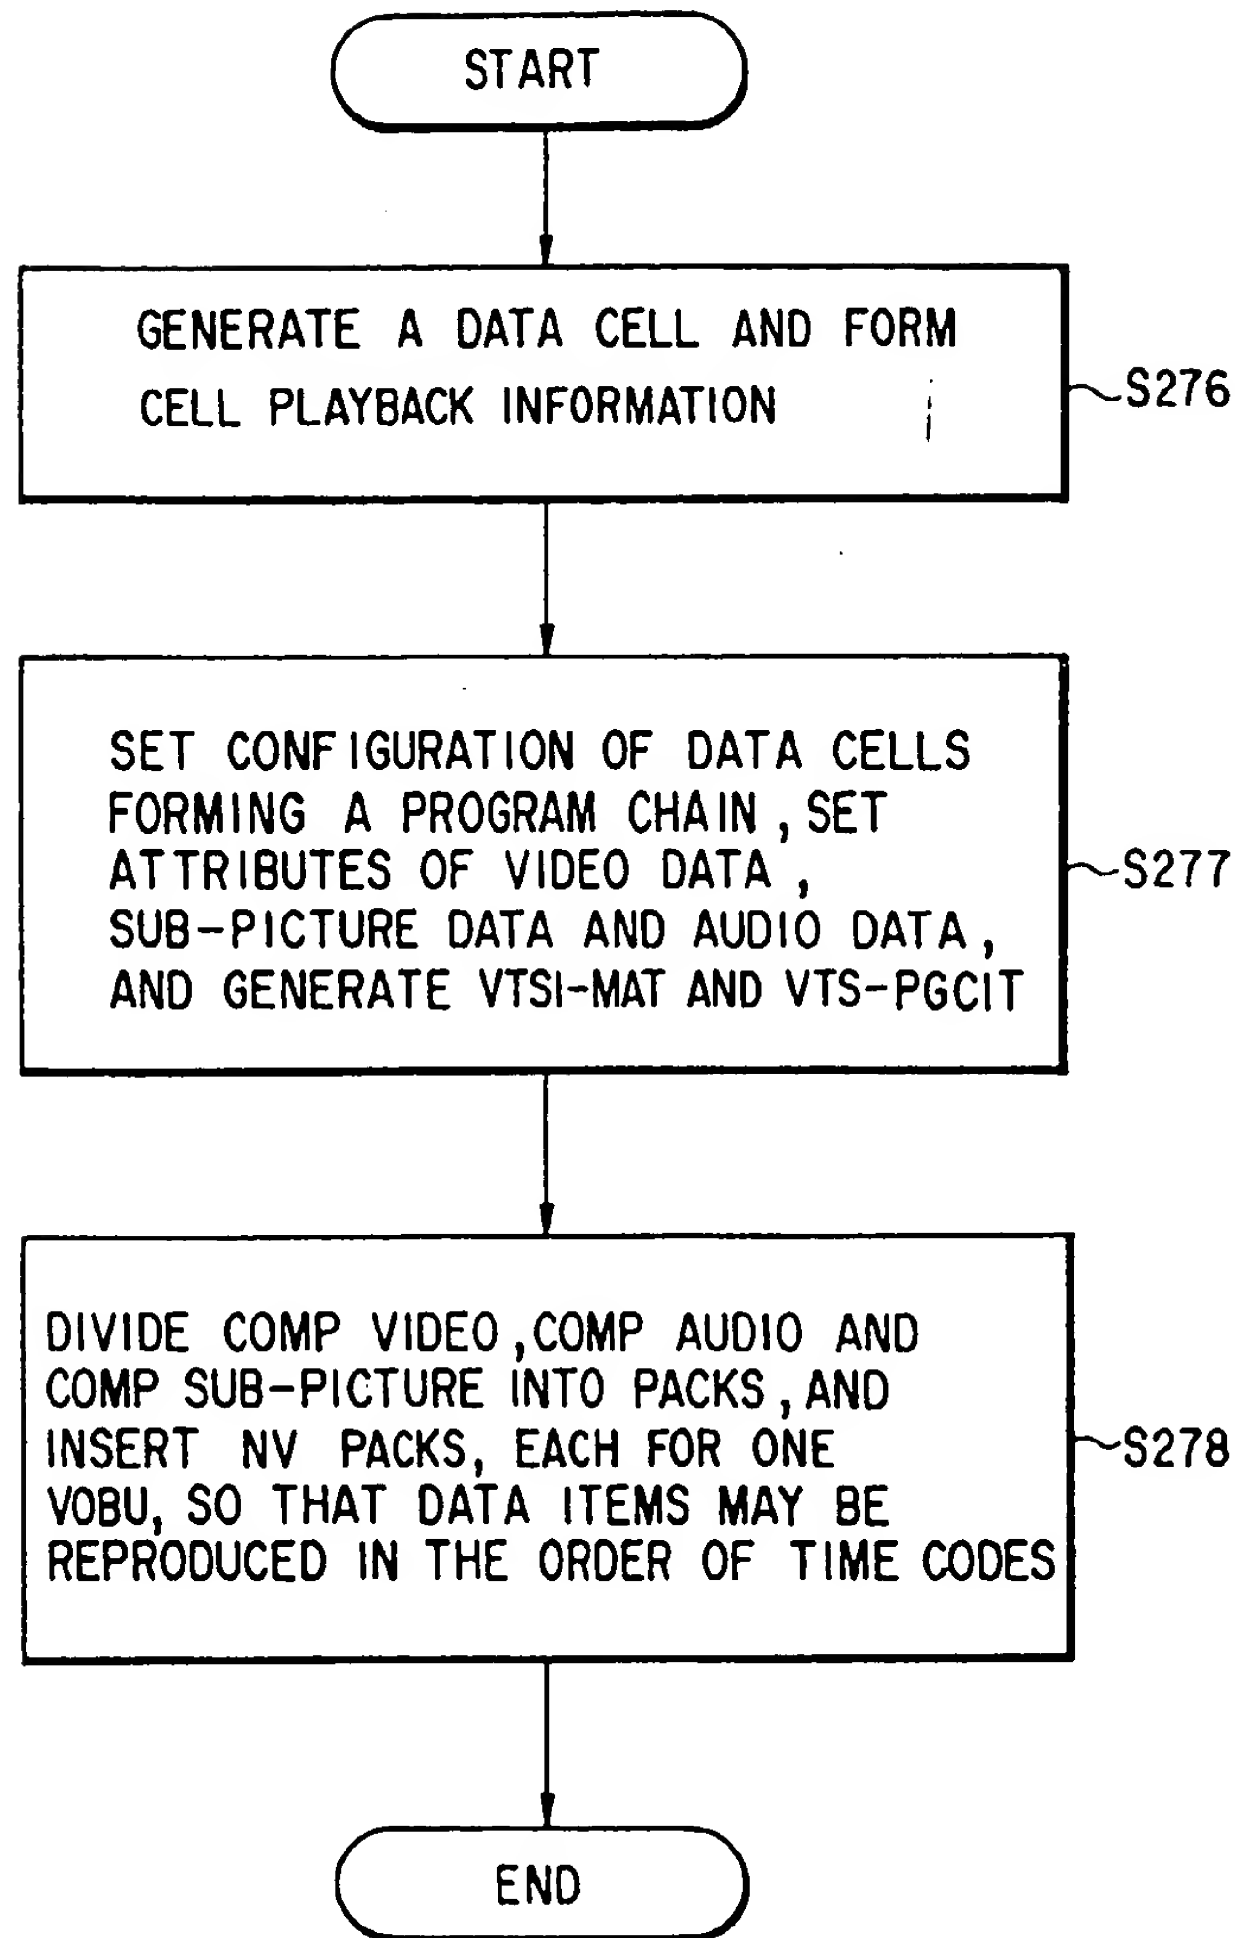 START
GENERATE A DATA CELL AND FORM
CELL PLAYBACK INFORMATION
S276
SET CONFIGURATION OF DATA CELLS
FORMING A PROGRAM CHAIN, SET
ATTRIBUTES OF VIDEO DATA,
SUB-PICTURE DATA AND AUDIO DATA,
AND GENERATE VTSI-MAT AND VTS-PGCIT
S277
DIVIDE COMP VIDEO, COMP AUDIO AND
COMP SUB-PICTURE INTO PACKS, AND
INSERT NV PACKS, EACH FOR ONE
VOBU, SO THAT DATA ITEMS MAY BE
REPRODUCED IN THE ORDER OF TIME CODES
S278
END